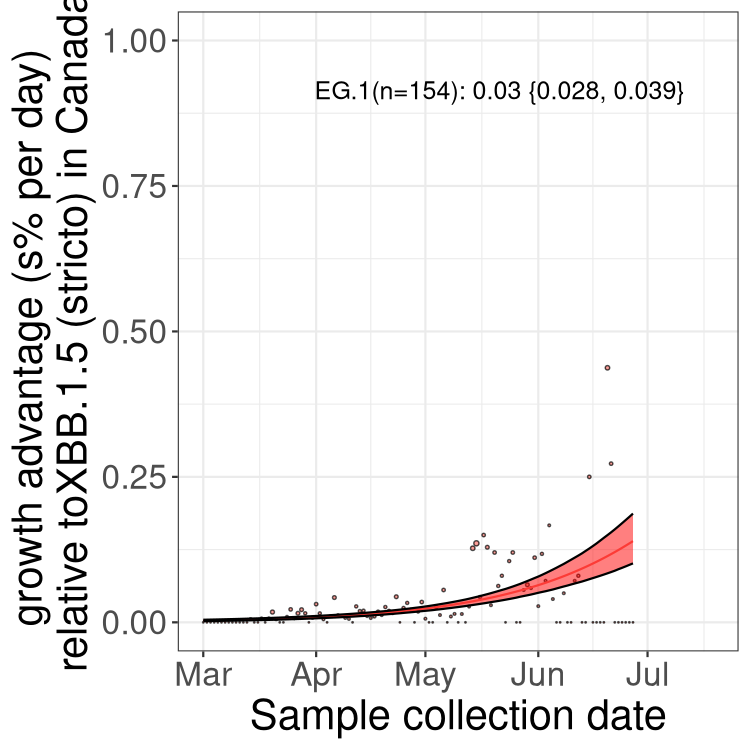 growth advantage (s% per day)
relative toXBB.1.5 (stricto) in Canada
1.00
0.75
0.50
0.25
0.00
EG.1(n=154): 0.03 {0.028, 0.039}
Mar Apr May Jun Jul
Sample collection date